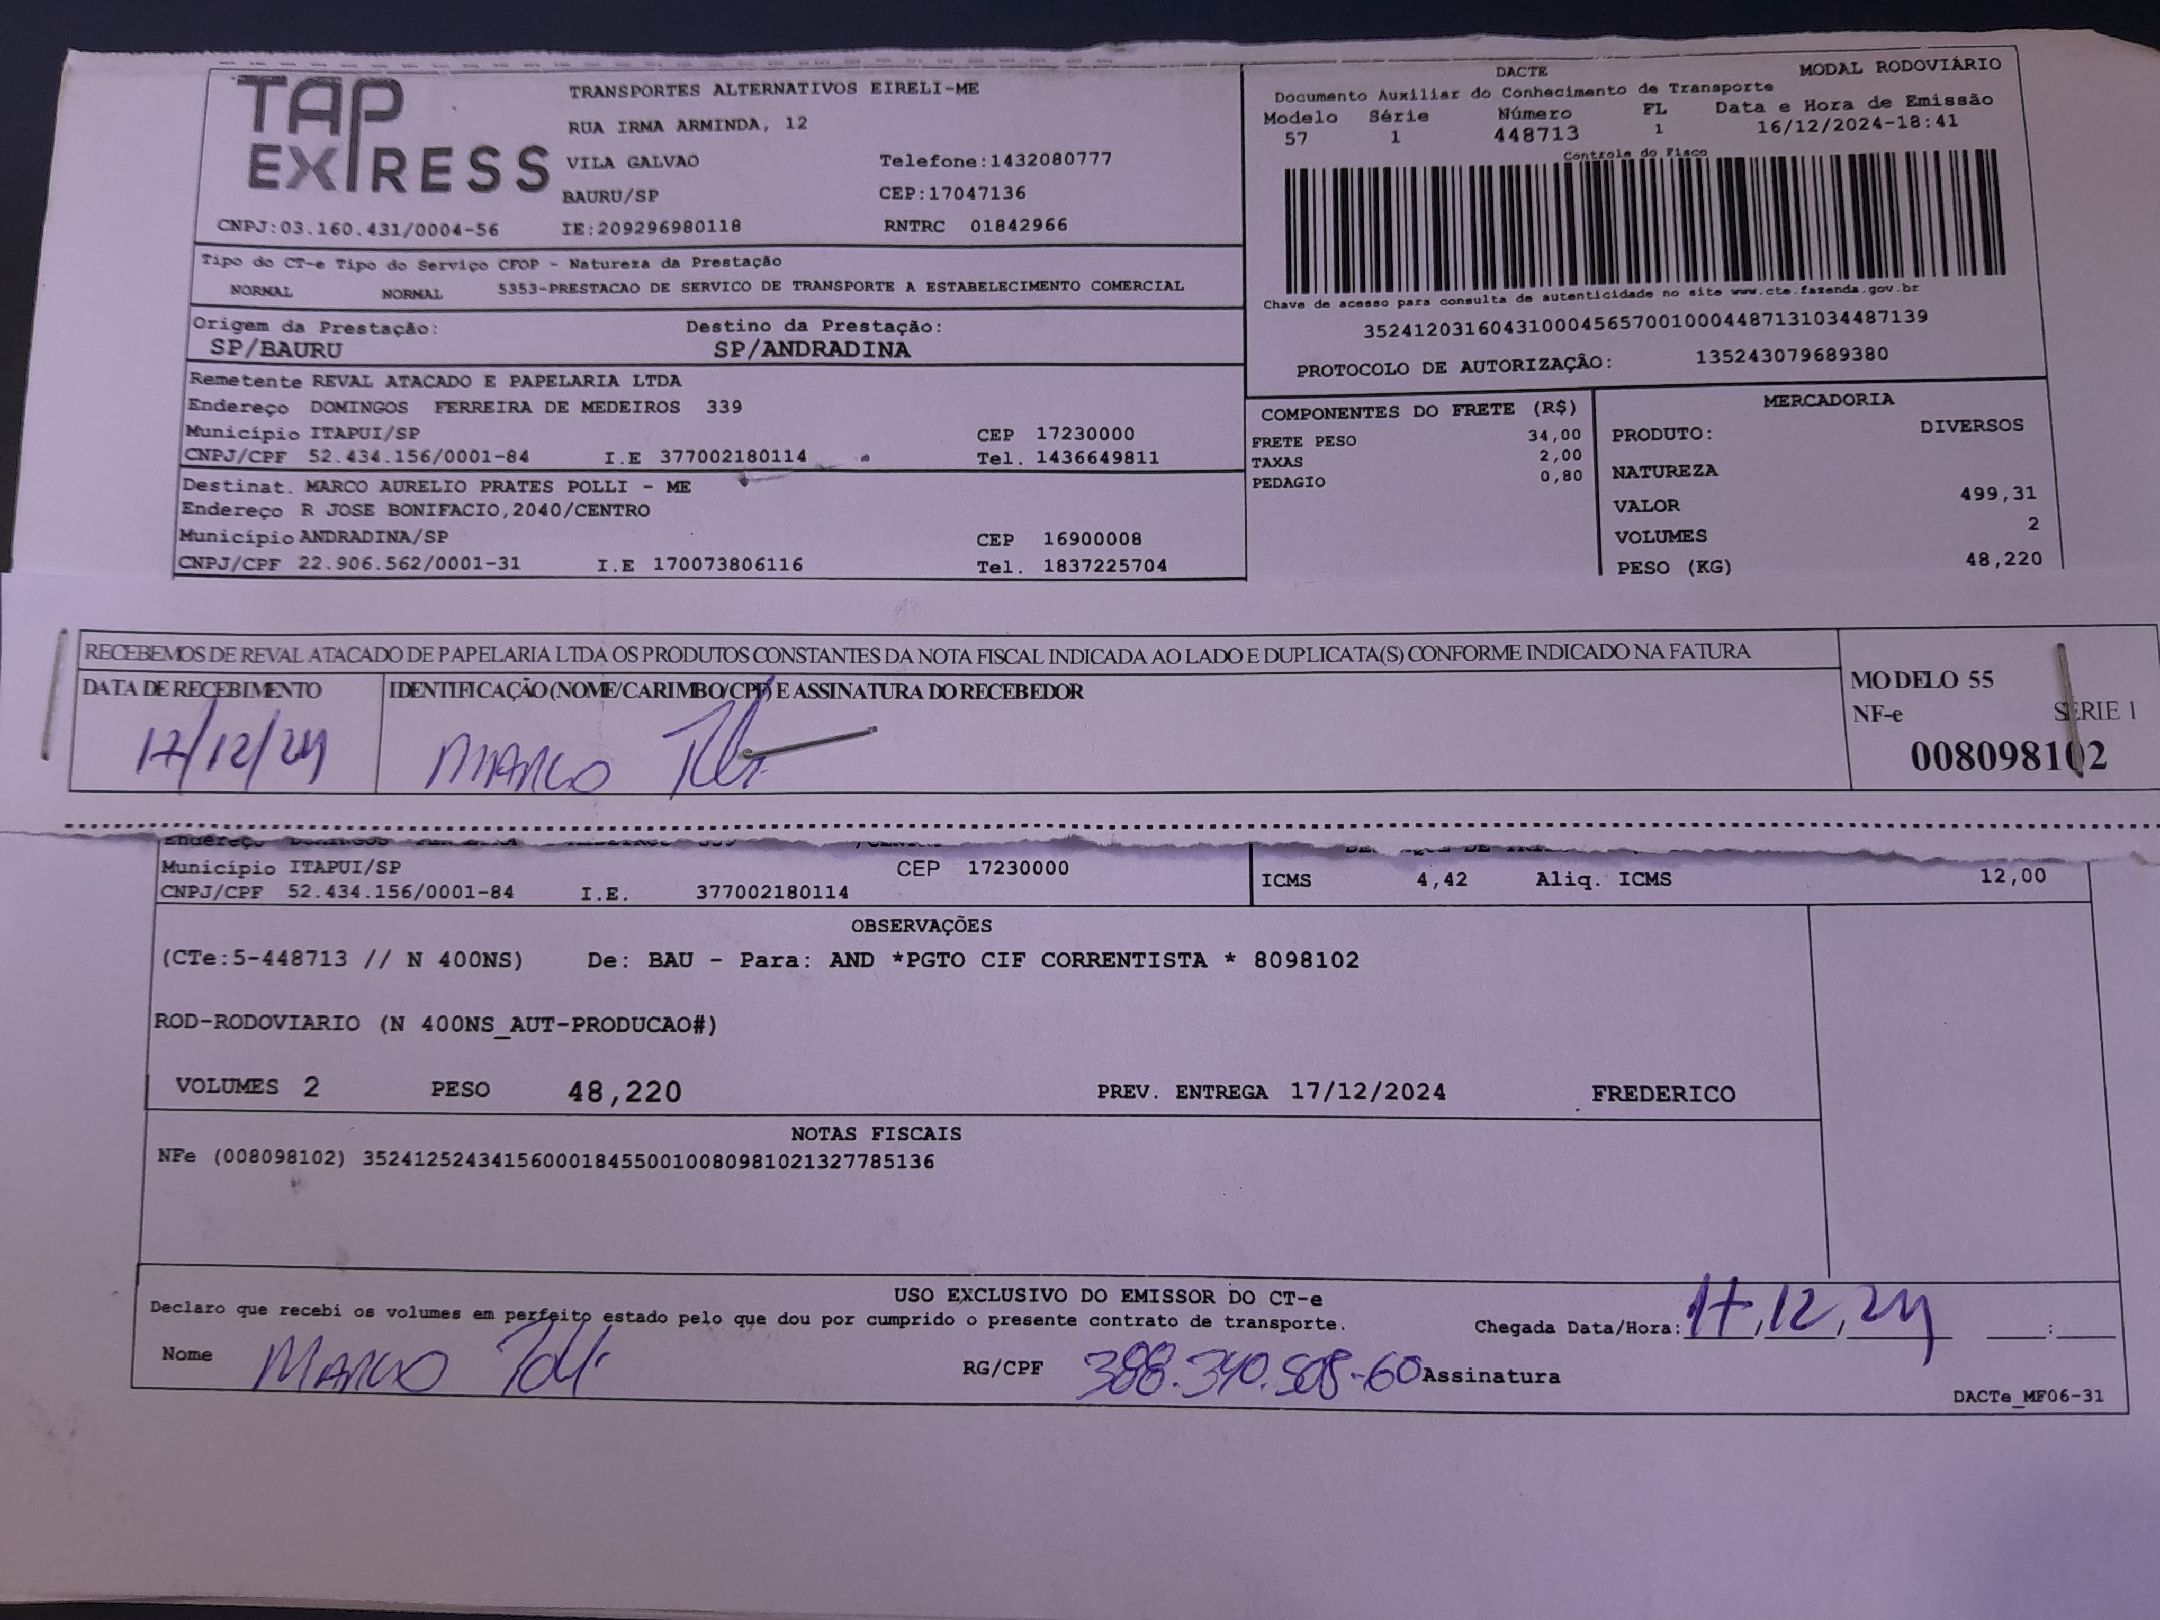 TAP EXPRESS
TRANSPORTES ALTERNATIVOS EIRELI-ME
RUA IRMA ARMINDA, 12
VILA GALVAO Telefone:1432080777
BAURU/SP CEP:17047136
CNPJ:03.160.431/0004-56 IE:209296980118 RNTRC 01842966
DACTE MODAL RODOVIÁRIO
Documento Auxiliar do Conhecimento de Transporte
Modelo Série Número FL Data e Hora de Emissão
57 1 448713 1 16/12/2024-18:41
Controle do Fisco
Chave de acesso para consulta de autenticidade no site www.cte.fazenda.gov.br
35241203160431000456570010004487131034487139
PROTOCOLO DE AUTORIZAÇÃO: 135243079689380
Tipo do CT-e Tipo do Serviço CFOP - Natureza da Prestação
NORMAL NORMAL 5353-PRESTACAO DE SERVICO DE TRANSPORTE A ESTABELECIMENTO COMERCIAL
Origem da Prestação: Destino da Prestação:
SP/BAURU SP/ANDRADINA
Remetente REVAL ATACADO E PAPELARIA LTDA
Endereço DOMINGOS FERREIRA DE MEDEIROS 339
Município ITAPUI/SP CEP 17230000
CNPJ/CPF 52.434.156/0001-84 I.E 377002180114 Tel. 1436649811
Destinat. MARCO AURELIO PRATES POLLI - ME
Endereço R JOSE BONIFACIO,2040/CENTRO
Município ANDRADINA/SP CEP 16900008
CNPJ/CPF 22.906.562/0001-31 I.E 170073806116 Tel. 1837225704
COMPONENTES DO FRETE (R$)
FRETE PESO 34,00
TAXAS 2,00
PEDAGIO 0,80
MERCADORIA
PRODUTO: DIVERSOS
NATUREZA
VALOR 499,31
VOLUMES 2
PESO (KG) 48,220
RECEBEMOS DE REVAL ATACADO DE PAPELARIA LTDA OS PRODUTOS CONSTANTES DA NOTA FISCAL INDICADA AO LADO E DUPLICATA(S) CONFORME INDICADO NA FATURA
DATA DE RECEBIMENTO IDENTIFICAÇÃO (NOME/CARIMBO/CPF) E ASSINATURA DO RECEBEDOR
17/12/24 MARCO Polli
MODELO 55
NF-e SERIE 1
008098102
Endereço DOMINGOS
Município ITAPUI/SP CEP 17230000
CNPJ/CPF 52.434.156/0001-84 I.E. 377002180114
ICMS 4,42 Aliq. ICMS 12,00
OBSERVAÇÕES
(CTe:5-448713 // N 400NS) De: BAU - Para: AND *PGTO CIF CORRENTISTA * 8098102
ROD-RODOVIARIO (N 400NS_AUT-PRODUCAO#)
VOLUMES 2 PESO 48,220 PREV. ENTREGA 17/12/2024 FREDERICO
NOTAS FISCAIS
NFe (008098102) 35241252434156000184550010080981021327785136
USO EXCLUSIVO DO EMISSOR DO CT-e
Declaro que recebi os volumes em perfeito estado pelo que dou por cumprido o presente contrato de transporte.
Chegada Data/Hora: 17,12,24 :
Nome MARCO Polli RG/CPF 388.340.508-60 Assinatura
DACTe_MF06-31